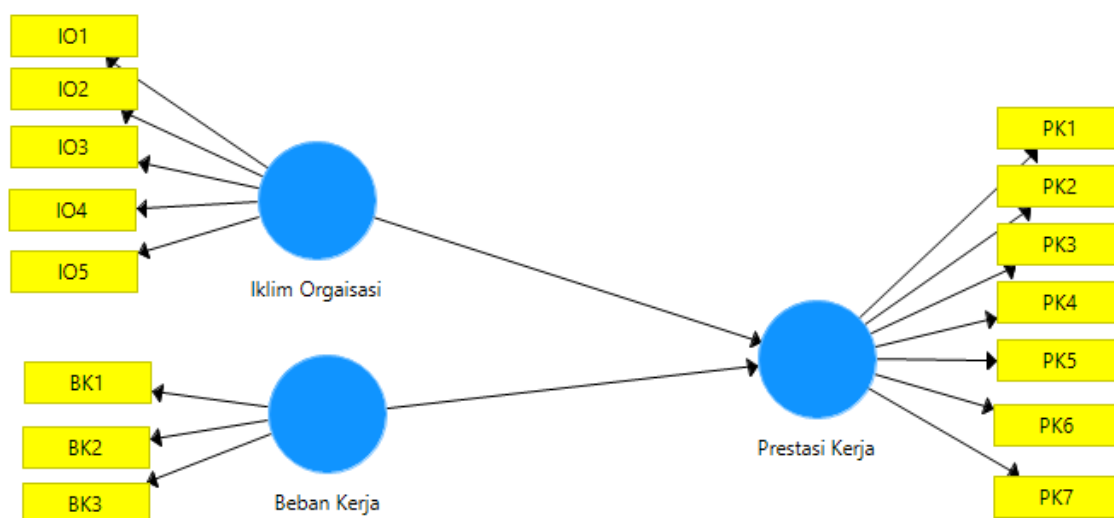 IO1
IO2
IO3
IO4
IO5
Iklim Orgaisasi
BK1
BK2
BK3
Beban Kerja
PK1
PK2
PK3
PK4
PK5
PK6
PK7
Prestasi Kerja